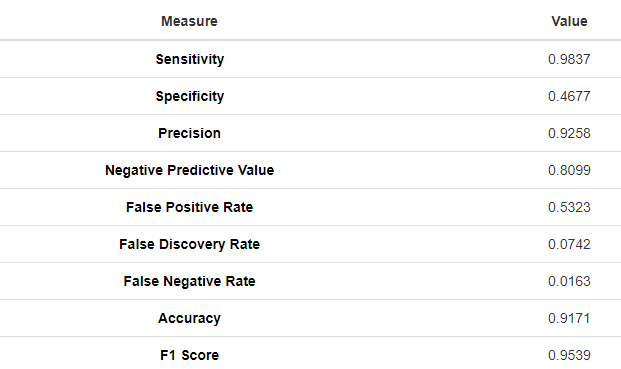 Measure Value
Sensitivity 0.9837
Specificity 0.4677
Precision 0.9258
Negative Predictive Value 0.8099
False Positive Rate 0.5323
False Discovery Rate 0.0742
False Negative Rate 0.0163
Accuracy 0.9171
F1 Score 0.9539